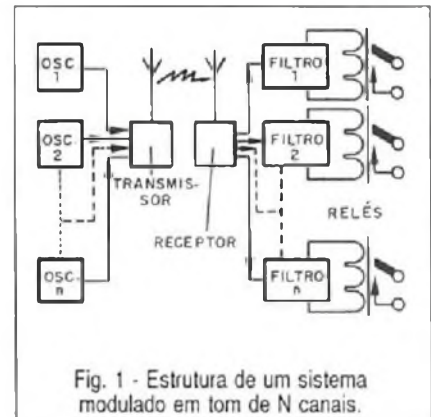 OSC
1
OSC.
2
OSC
n
TRANSMIS-
SOR
RECEPTOR
FILTRO
1
FILTRO
2
FILTRO
n
RELÉS
Fig. 1 - Estrutura de um sistema
modulado em tom de N canais.